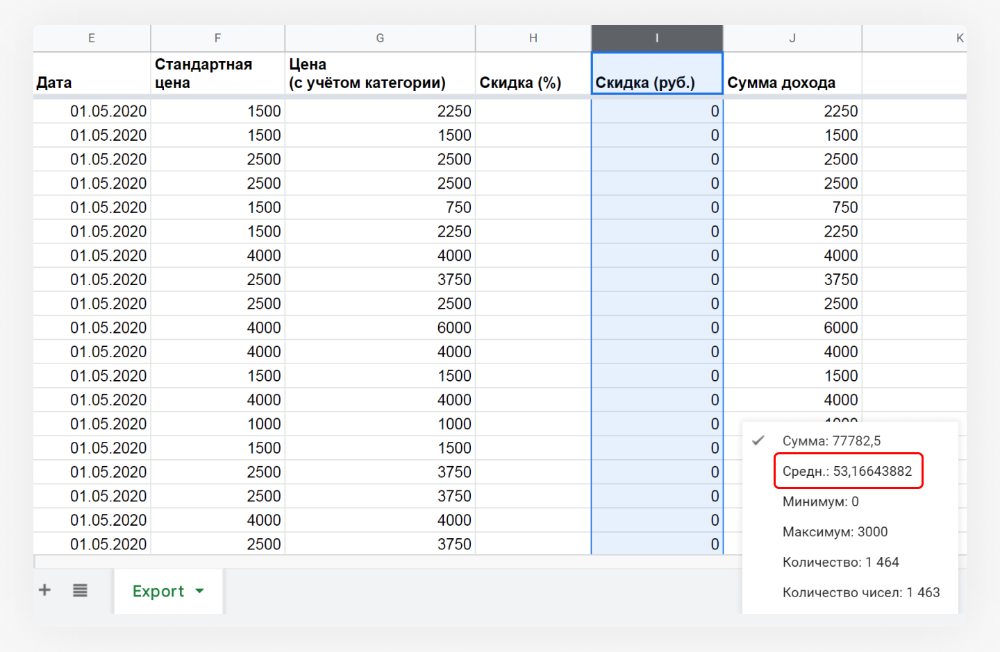 E F G H I J K
Стандартная Цена
Дата цена (с учётом категории) Скидка (%) Скидка (руб.) Сумма дохода
01.05.2020 1500 2250 0 2250
01.05.2020 1500 1500 0 1500
01.05.2020 2500 2500 0 2500
01.05.2020 2500 2500 0 2500
01.05.2020 1500 750 0 750
01.05.2020 1500 2250 0 2250
01.05.2020 4000 4000 0 4000
01.05.2020 2500 3750 0 3750
01.05.2020 2500 2500 0 2500
01.05.2020 4000 6000 0 6000
01.05.2020 4000 4000 0 4000
01.05.2020 1500 1500 0 1500
01.05.2020 4000 4000 0 4000
01.05.2020 1000 1000 0
01.05.2020 1500 1500 0
01.05.2020 2500 3750 0
01.05.2020 2500 3750 0
01.05.2020 4000 4000 0
01.05.2020 2500 3750 0
Сумма: 77782,5
Средн.: 53,16643882
Минимум: 0
Максимум: 3000
Количество: 1 464
Количество чисел: 1 463
Export